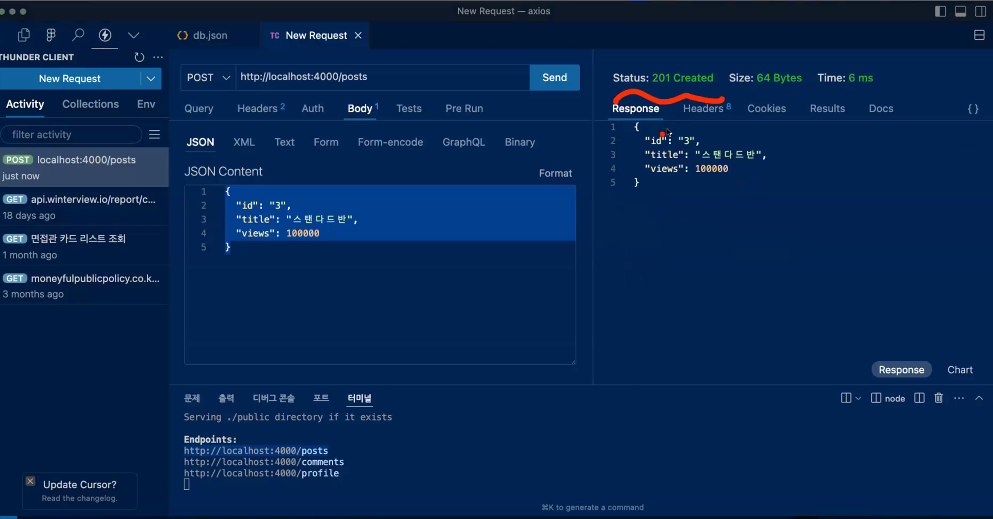 New Request — axios
{} db.json
TC New Request
THUNDER CLIENT
New Request
Activity Collections Env
filter activity
POST localhost:4000/posts
just now
GET api.winterview.io/report/c...
18 days ago
GET 면접관 카드 리스트 조회
1 month ago
GET moneyfulpublicpolicy.co.k...
3 months ago
Update Cursor?
Read the changelog.
POST http://localhost:4000/posts Send
Query Headers 2 Auth Body 1 Tests Pre Run
JSON XML Text Form Form-encode GraphQL Binary
JSON Content Format
1 {
2 "id": "3",
3 "title": "스탠다드반",
4 "views": 100000
5 }
Status: 201 Created Size: 64 Bytes Time: 6 ms
Response Headers 8 Cookies Results Docs { }
1 {
2 "id": "3",
3 "title": "스탠다드반",
4 "views": 100000
5 }
Response Chart
문제 출력 디버그 콘솔 포트 터미널
node
Serving ./public directory if it exists
Endpoints:
http://localhost:4000/posts
http://localhost:4000/comments
http://localhost:4000/profile
⌘K to generate a command